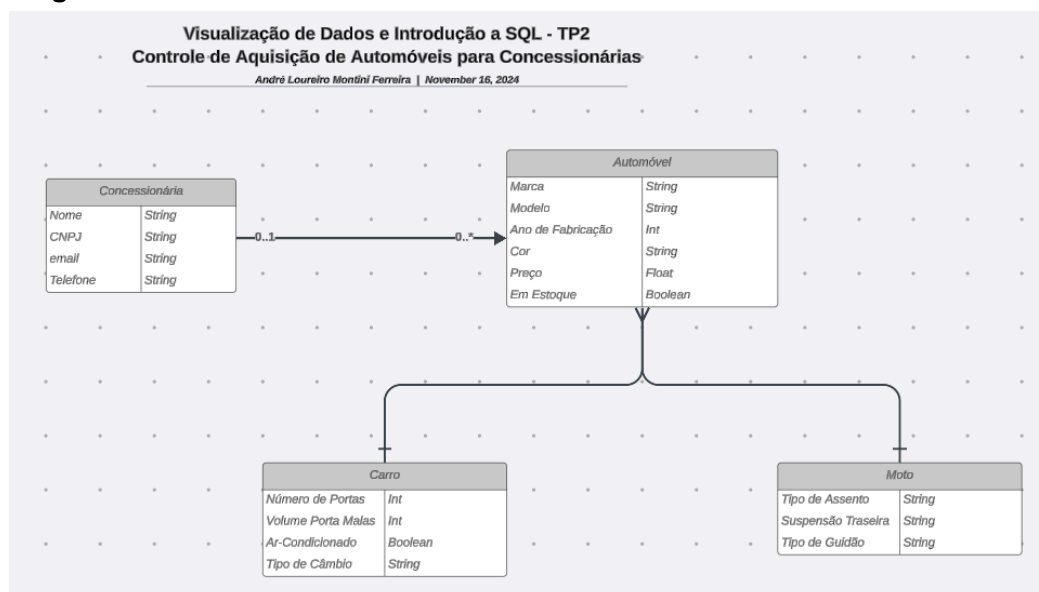 Visualização de Dados e Introdução a SQL - TP2
Controle de Aquisição de Automóveis para Concessionárias
André Loureiro Montini Ferreira | November 16, 2024
Concessionária
Nome String
CNPJ String
email String
Telefone String
0..1 0..*
Automóvel
Marca String
Modelo String
Ano de Fabricação Int
Cor String
Preço Float
Em Estoque Boolean
Carro
Número de Portas Int
Volume Porta Malas Int
Ar-Condicionado Boolean
Tipo de Câmbio String
Moto
Tipo de Assento String
Suspensão Traseira String
Tipo de Guidão String